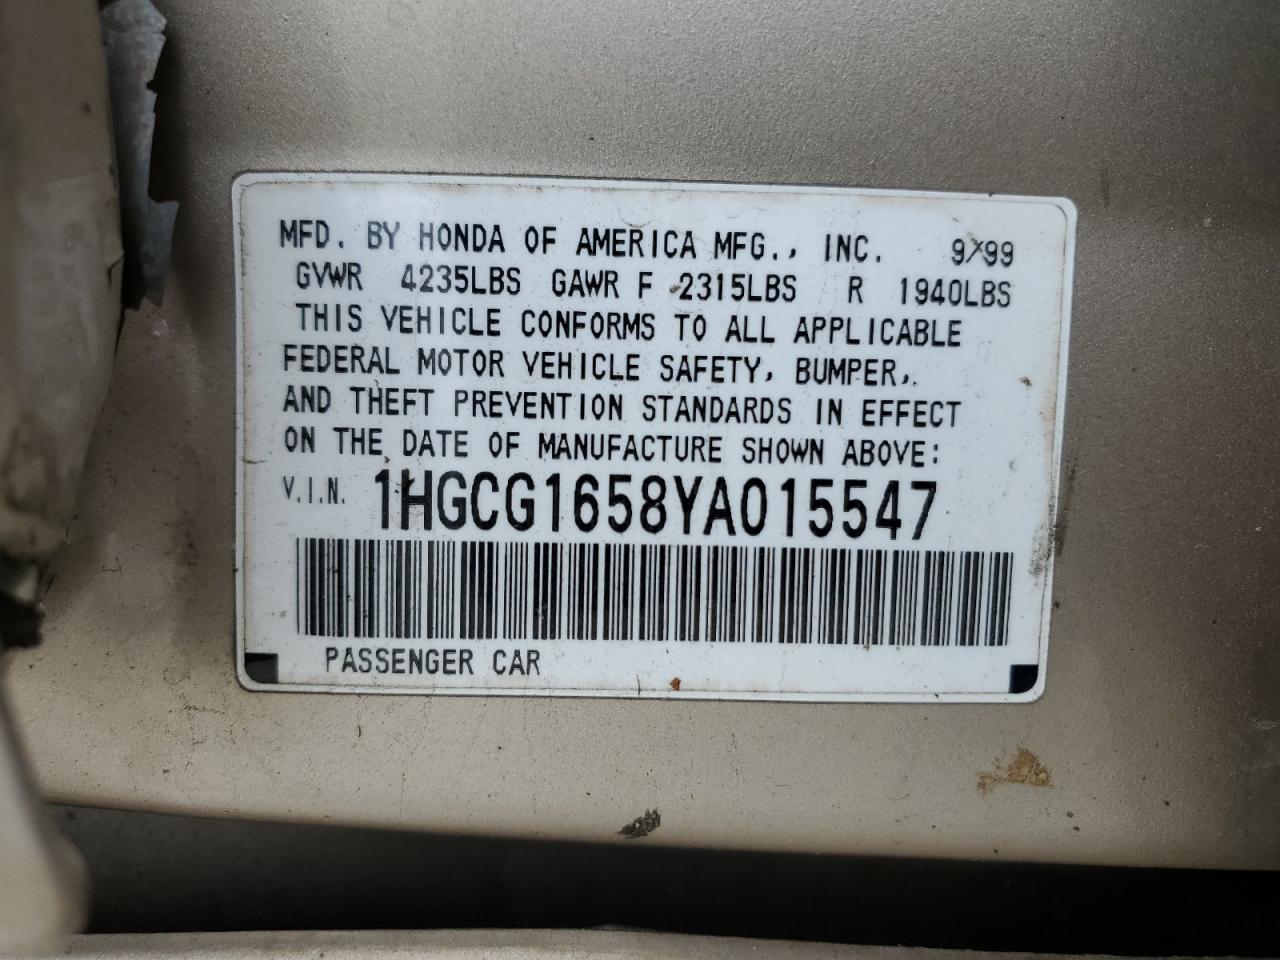 MFD. BY HONDA OF AMERICA MFG., INC. 9/99
GVWR 4235LBS GAWR F 2315LBS R 1940LBS
THIS VEHICLE CONFORMS TO ALL APPLICABLE
FEDERAL MOTOR VEHICLE SAFETY, BUMPER,
AND THEFT PREVENTION STANDARDS IN EFFECT
ON THE DATE OF MANUFACTURE SHOWN ABOVE:
V.I.N. 1HGCG1658YA015547
PASSENGER CAR